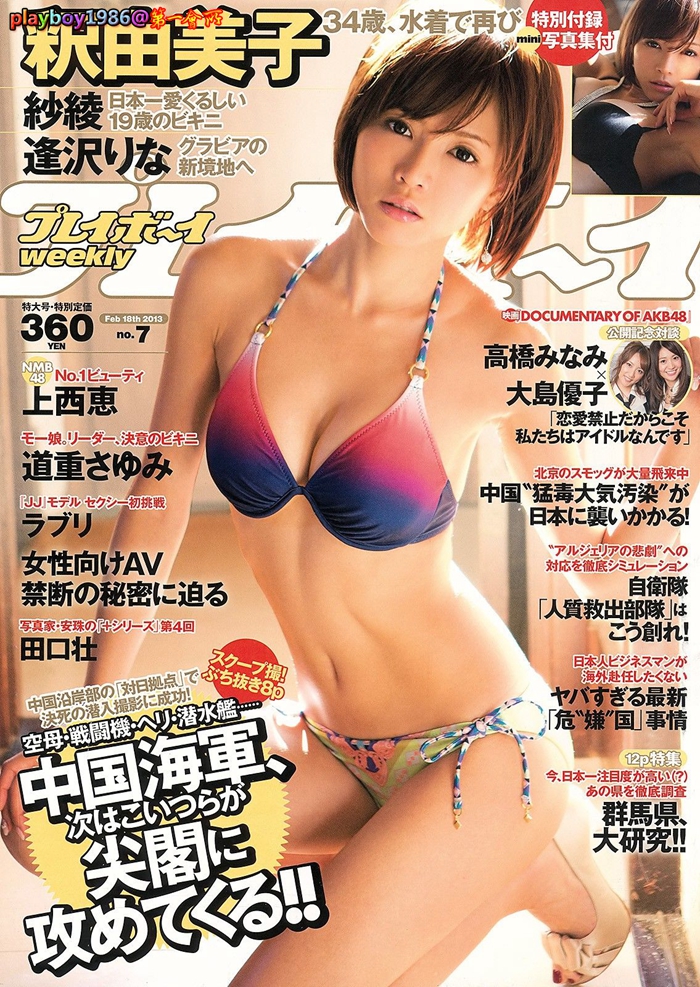 playboy1986@第一會所
釈由美子
34歳、水着で再び
特別付録
mini写真集付
紗綾
日本一愛くるしい
19歳のビキニ
逢沢りな
グラビアの
新境地へ
プレイボーイ
プレイボーイ
weekly
特大号・特別定価
360
YEN
Feb 18th 2013
no.7
映画『DOCUMENTARY OF AKB48』
公開記念対談
高橋みなみ
×
大島優子
「恋愛禁止だからこそ
私たちはアイドルなんです」
NMB48
No.1ビューティ
上西恵
モー娘。リーダー、決意のビキニ
道重さゆみ
『JJ』モデル セクシー初挑戦
ラブリ
女性向けAV
禁断の秘密に迫る
写真家・安珠の「+シリーズ」第4回
田口壮
北京のスモッグが大量飛来中
中国“猛毒大気汚染”が
日本に襲いかかる!
“アルジェリアの悲劇”への
対応を徹底シミュレーション
自衛隊
「人質救出部隊」は
こう創れ!
日本人ビジネスマンが
海外赴任したくない
ヤバすぎる最新
「危“嫌”国」事情
12p特集
今、日本一注目度が高い(?)
あの県を徹底調査
群馬県、
大研究!!
スクープ撮!
ぶち抜き8p
中国沿岸部の「対日拠点」で
決死の潜入撮影に成功!
空母・戦闘機・ヘリ・潜水艦……
中国海軍、
次はこいつらが
尖閣に
攻めてくる!!